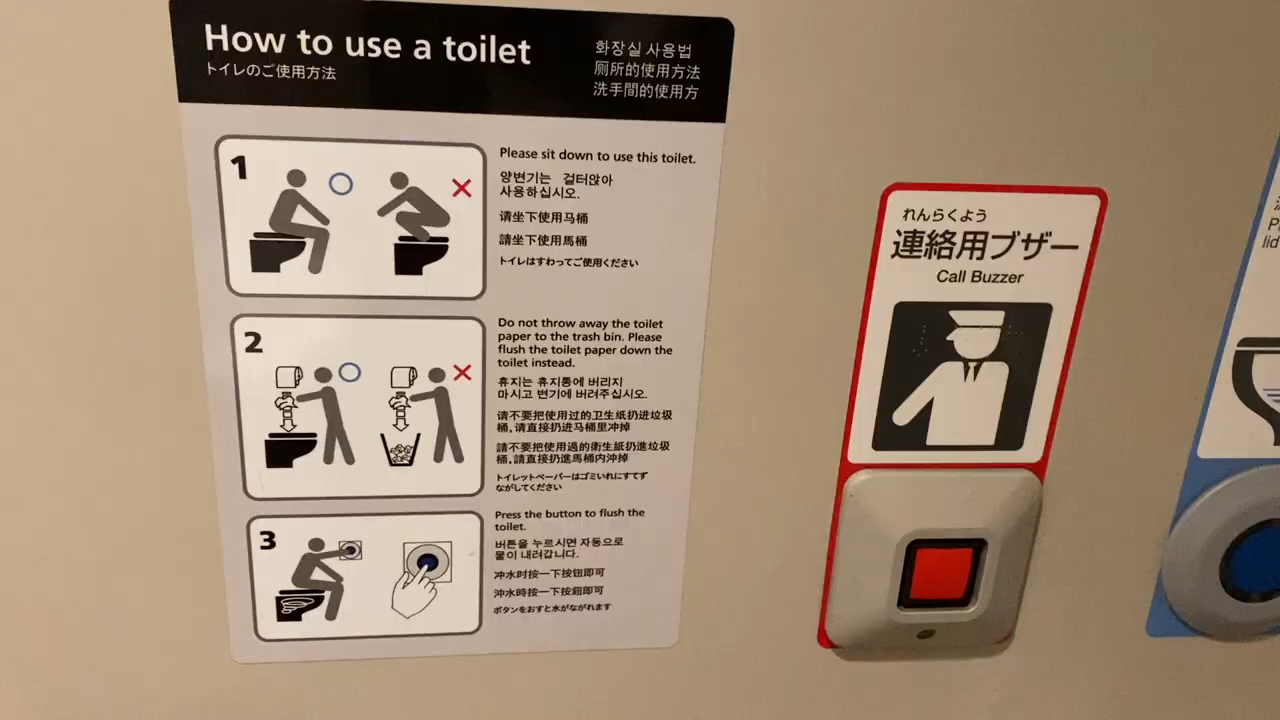 How to use a toilet
トイレのご使用方法
화장실 사용법
厕所的使用方法
洗手間的使用方
1
Please sit down to use this toilet.
양변기는 걸터앉아
사용하십시오.
请坐下使用马桶
請坐下使用馬桶
トイレはすわってご使用ください
2
Do not throw away the toilet
paper to the trash bin. Please
flush the toilet paper down the
toilet instead.
휴지는 휴지통에 버리지
마시고 변기에 버려주십시오.
请不要把使用过的卫生纸扔进垃圾
桶,请直接扔进马桶里冲掉
請不要把使用過的衛生紙扔進垃圾
桶,請直接扔進馬桶内沖掉
トイレットペーパーはゴミいれにすてず
ながしてください
3
Press the button to flush the
toilet.
버튼을 누르시면 자동으로
물이 내려갑니다.
冲水时按一下按钮即可
沖水時按一下按鈕即可
ボタンをおすと水がながれます
れんらくよう
連絡用ブザー
Call Buzzer
lid